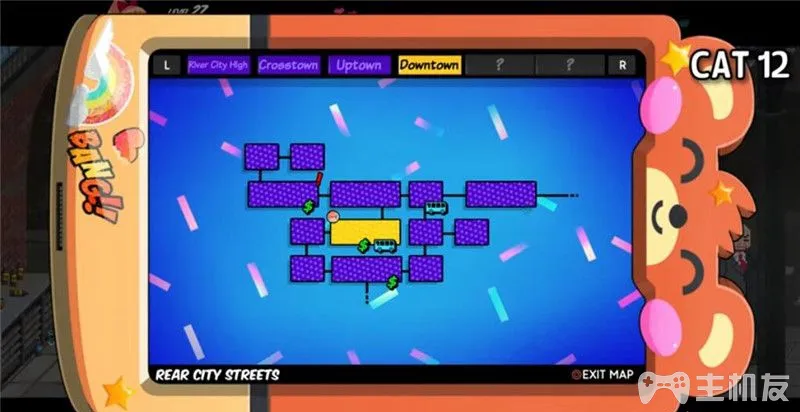 LEVEL 27
L River City High Crosstown Uptown Downtown ? ? R
CAT 12
BANG!!
REAR CITY STREETS
EXIT MAP
主机友